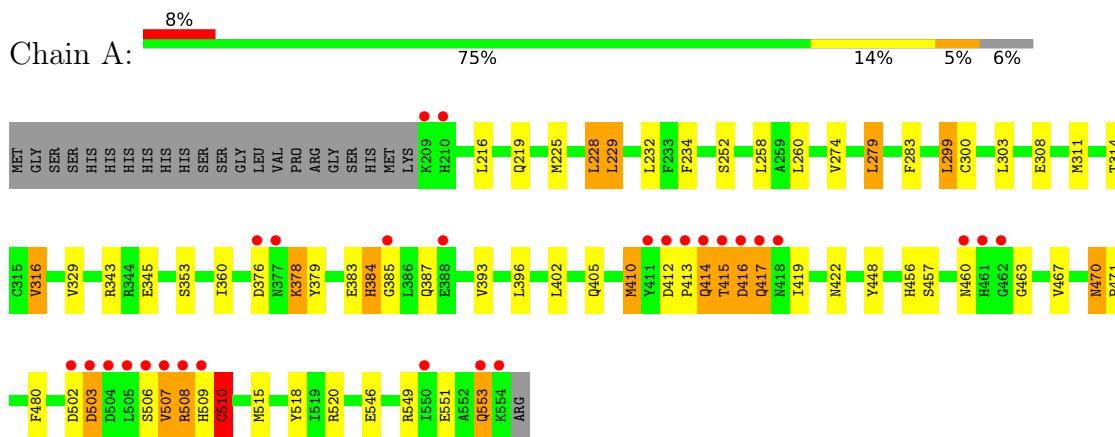 8%
Chain A:
75% 14% 5% 6%
MET GLY SER SER HIS HIS HIS HIS HIS HIS SER SER GLY LEU VAL PRO ARG GLY SER HIS MET LYS K209 H210 L216 Q219 M225 L228 L229 L232 F233 F234 S252 L258 A259 L260 V274 L279 F283 L299 C300 L303 E308 M311 T314
C315 V316 V329 R343 R344 E345 S353 I360 D376 N377 K378 Y379 E383 H384 G385 L386 Q387 E388 V393 L396 L402 Q405 M410 Y411 D412 P413 Q414 T415 D416 Q417 N418 I419 N422 Y448 H456 S457 N460 H461 G462 G463 V467 N470
F480 D502 D503 D504 L505 S506 V507 R508 H509 C510 M515 Y518 I519 R520 E546 R549 I550 E551 A552 Q553 K554 ARG